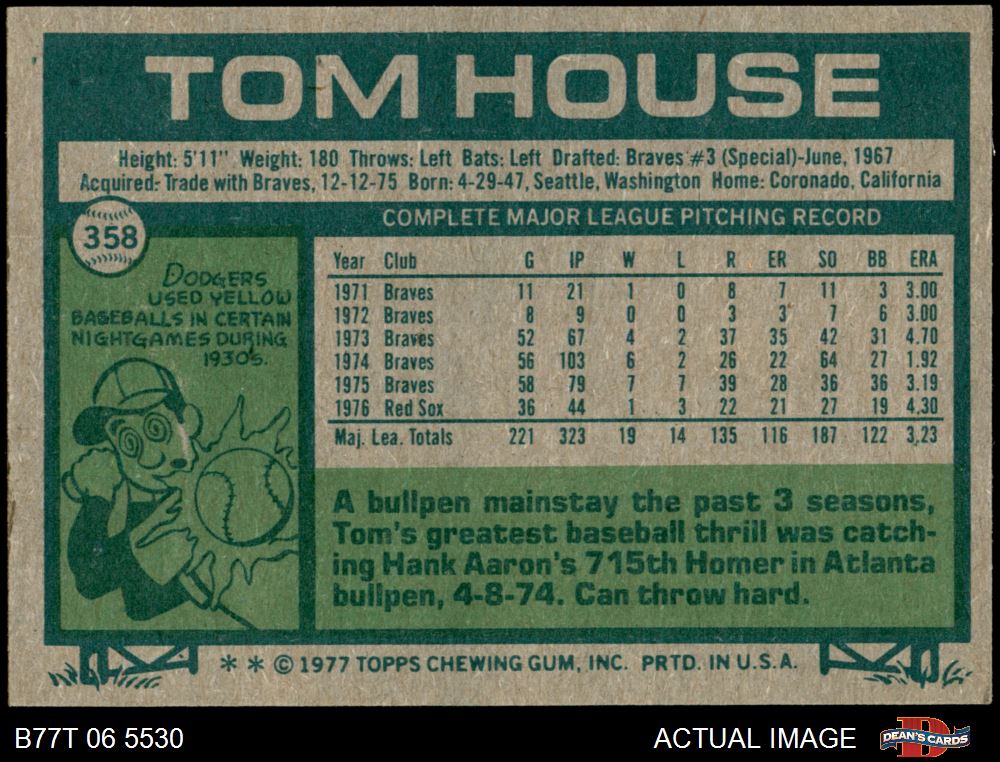 TOM HOUSE
Height: 5'11" Weight: 180 Throws: Left Bats: Left Drafted: Braves #3 (Special)-June, 1967
Acquired: Trade with Braves, 12-12-75 Born: 4-29-47, Seattle, Washington Home: Coronado, California
358
DODGERS
USED YELLOW
BASEBALLS IN CERTAIN
NIGHTGAMES DURING
1930'S.
COMPLETE MAJOR LEAGUE PITCHING RECORD
Year Club G IP W L R ER SO BB ERA
1971 Braves 11 21 1 0 8 7 11 3 3.00
1972 Braves 8 9 0 0 3 3 7 6 3.00
1973 Braves 52 67 4 2 37 35 42 31 4.70
1974 Braves 56 103 6 2 26 22 64 27 1.92
1975 Braves 58 79 7 7 39 28 36 36 3.19
1976 Red Sox 36 44 1 3 22 21 27 19 4.30
Maj. Lea. Totals 221 323 19 14 135 116 187 122 3.23
A bullpen mainstay the past 3 seasons,
Tom's greatest baseball thrill was catch-
ing Hank Aaron's 715th Homer in Atlanta
bullpen, 4-8-74. Can throw hard.
* * © 1977 TOPPS CHEWING GUM, INC. PRTD. IN U.S.A.
B77T 06 5530
ACTUAL IMAGE
D
DEAN'S CARDS